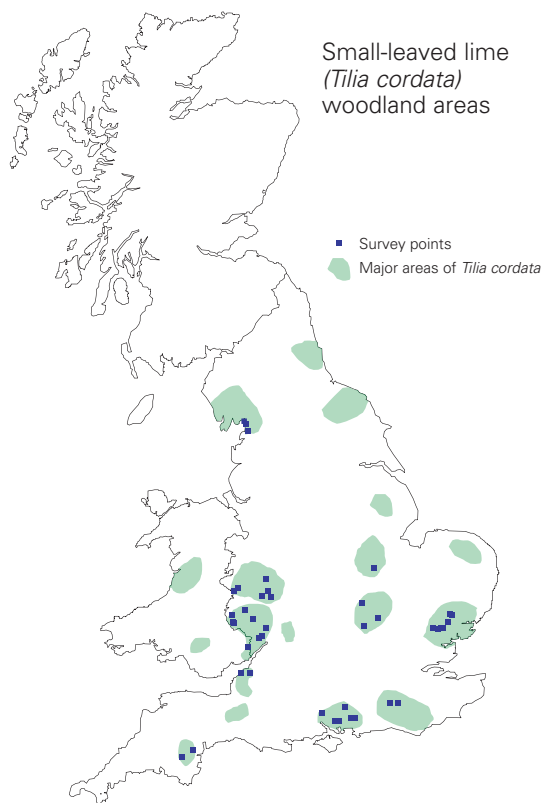 Small-leaved lime
(Tilia cordata)
woodland areas
Survey points
Major areas of Tilia cordata